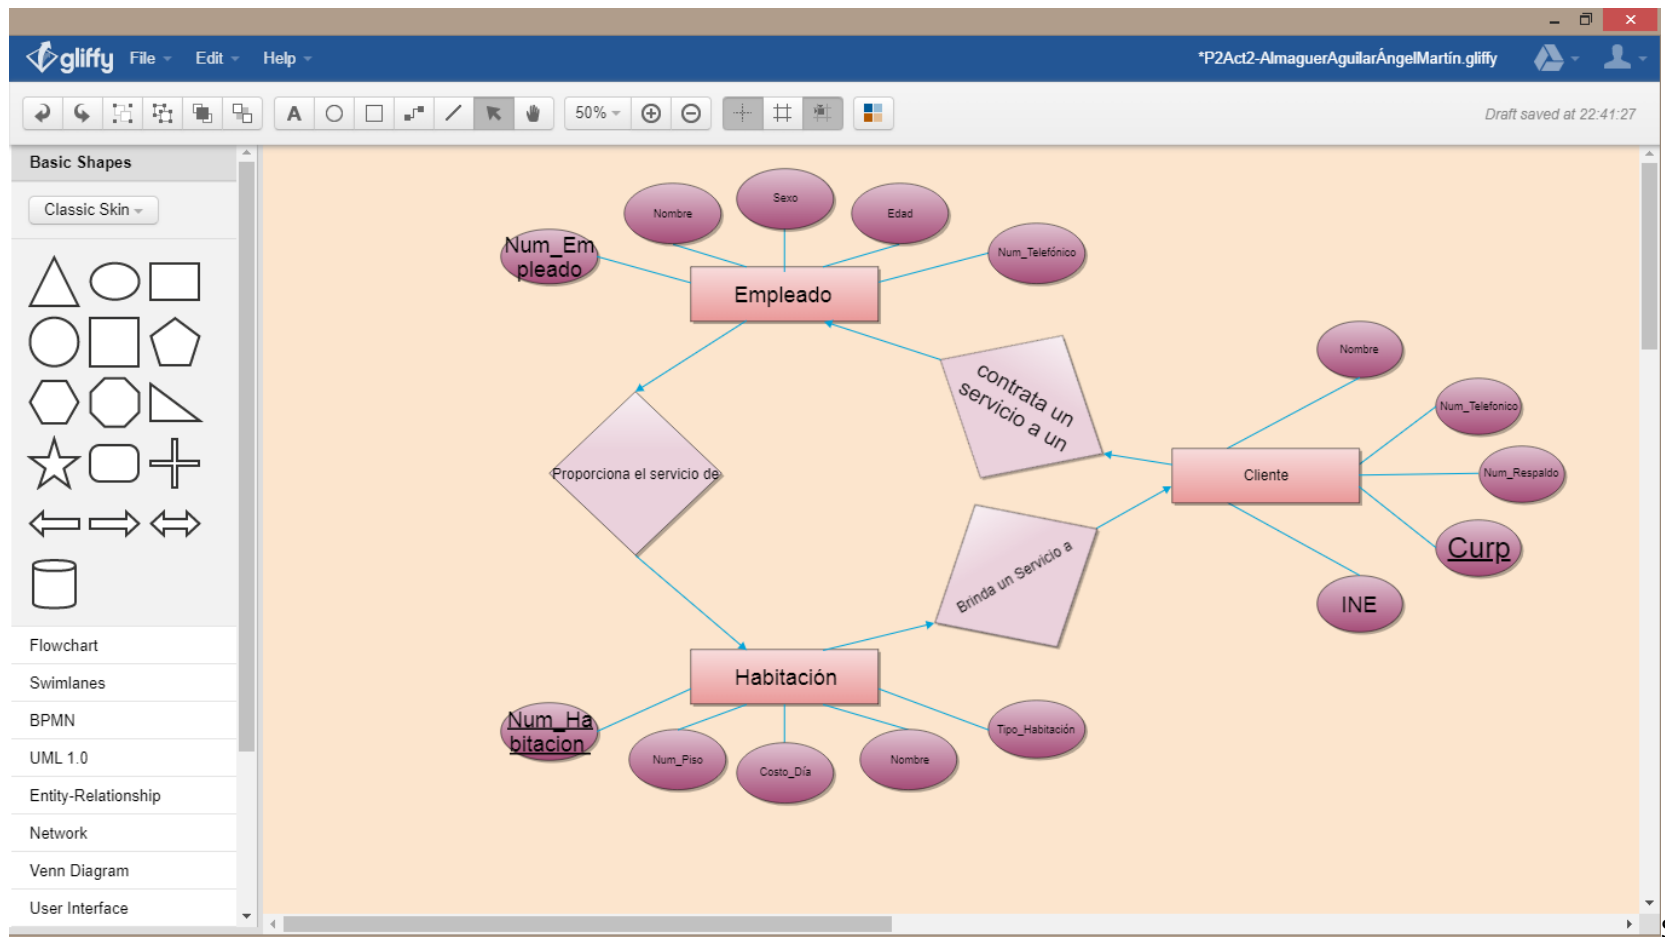 gliffy File Edit Help *P2Act2-AlmaguerAguilarÁngelMartín.gliffy
A 50% Draft saved at 22:41:27
Basic Shapes
Classic Skin
Flowchart
Swimlanes
BPMN
UML 1.0
Entity-Relationship
Network
Venn Diagram
User Interface
Sexo
Nombre
Edad
Num_Em
pleado
Num_Telefónico
Empleado
contrata un
servicio a un
Nombre
Num_Telefonico
Proporciona el servicio de
Cliente
Num_Respaldo
Curp
Brinda un Servicio a
INE
Habitación
Num_Ha
bitacion
Num_Piso
Costo_Día
Nombre
Tipo_Habitación